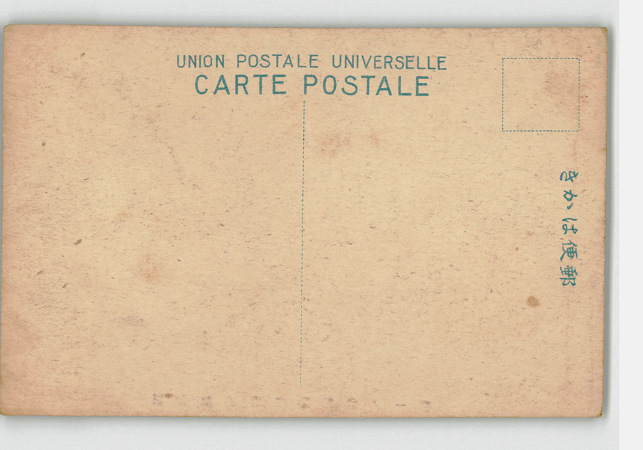 UNION POSTALE UNIVERSELLE
CARTE POSTALE
きかは便郵